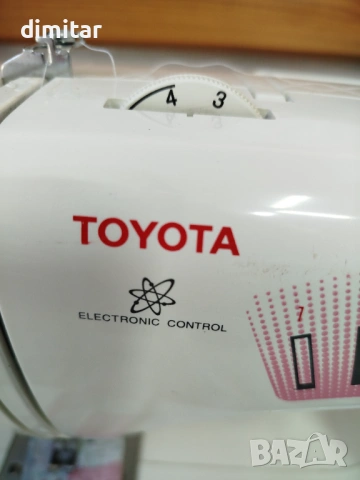 dimitar
4 3
TOYOTA
ELECTRONIC CONTROL
7
BAZAR